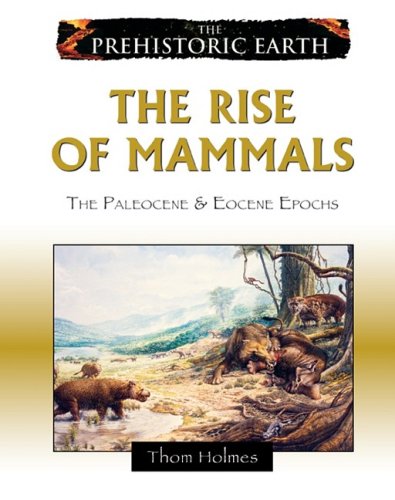 THE
PREHISTORIC EARTH
THE RISE
OF MAMMALS
THE PALEOCENE & EOCENE EPOCHS
Thom Holmes